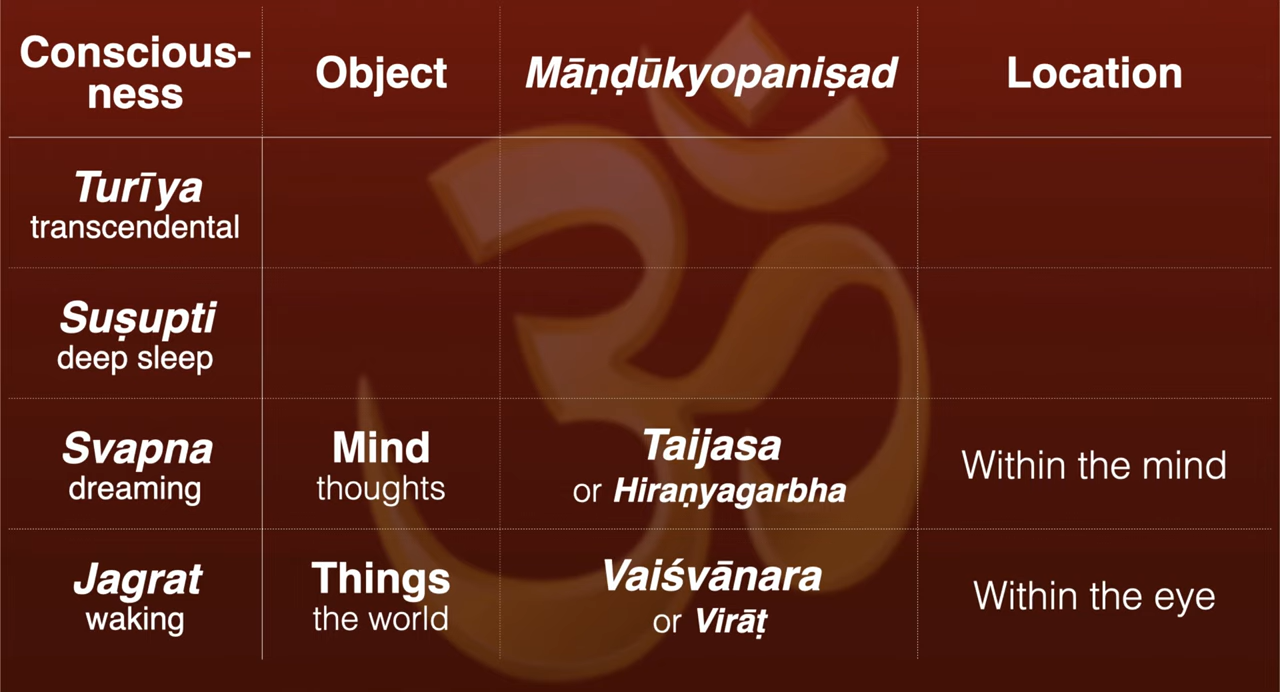 Conscious-
ness
Object
Māṇḍūkyopaniṣad
Location
Turīya
transcendental
Suṣupti
deep sleep
Svapna
dreaming
Mind
thoughts
Taijasa
or Hiraṇyagarbha
Within the mind
Jagrat
waking
Things
the world
Vaiśvānara
or Virāṭ
Within the eye
ॐ